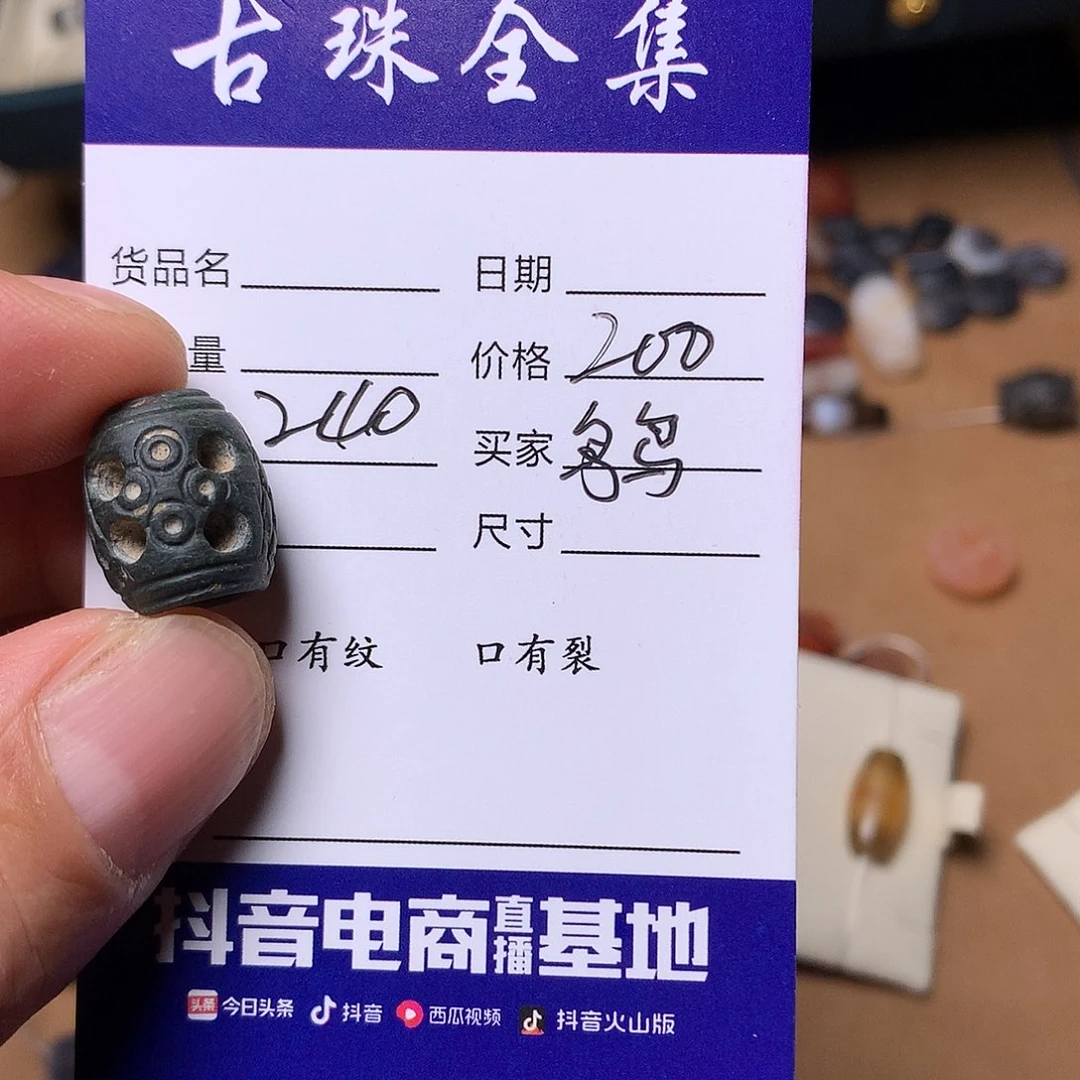 古珠全集
货品名 日期
量 价格 200
240 买家
尺寸
口有纹 口有裂
抖音电商直播基地
头条 今日头条 抖音 西瓜视频 抖音火山版